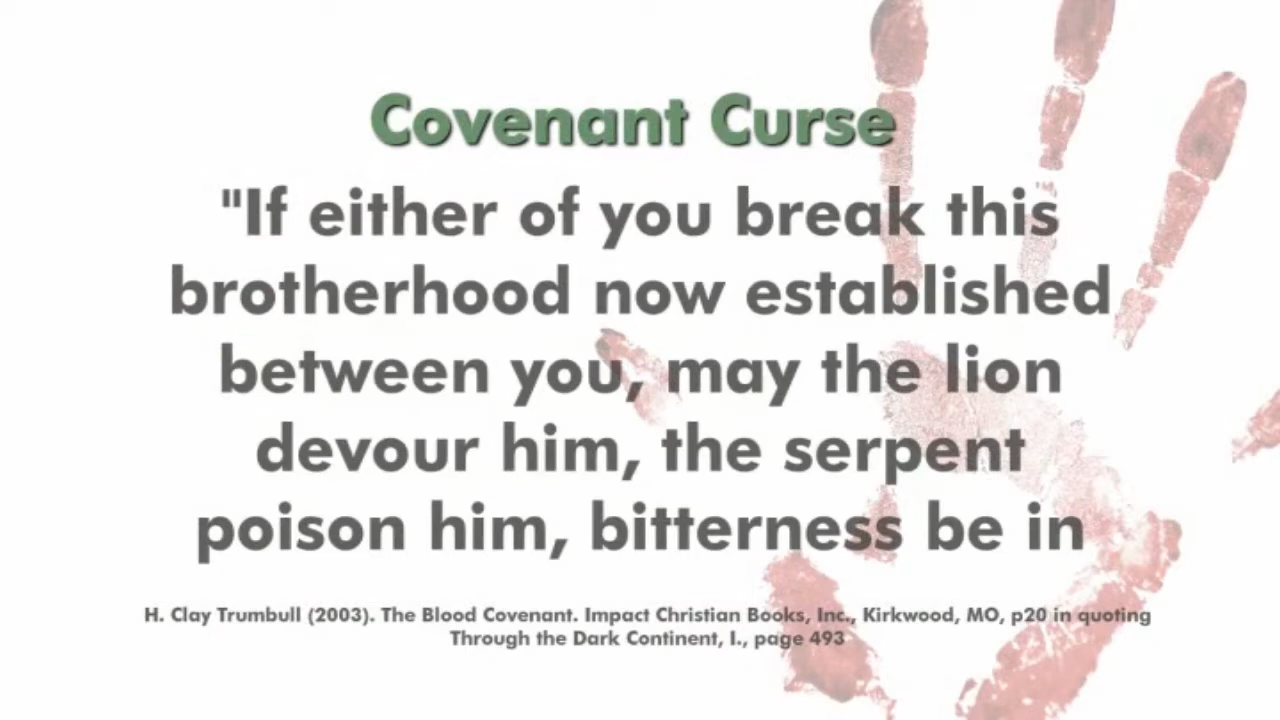 Covenant Curse
"If either of you break this
brotherhood now established
between you, may the lion
devour him, the serpent
poison him, bitterness be in
H. Clay Trumbull (2003). The Blood Covenant. Impact Christian Books, Inc., Kirkwood, MO, p20 in quoting
Through the Dark Continent, I., page 493